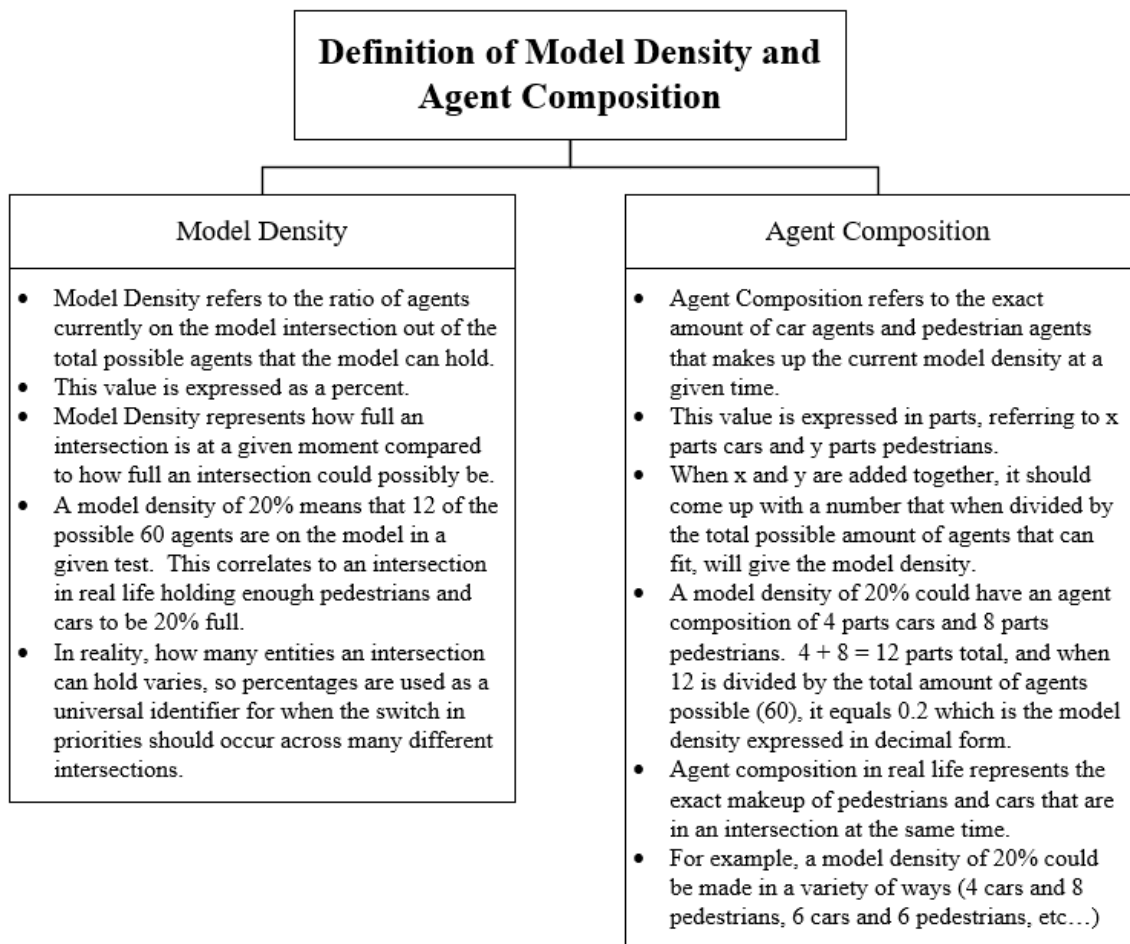 Definition of Model Density and
Agent Composition
Model Density
• Model Density refers to the ratio of agents
currently on the model intersection out of the
total possible agents that the model can hold.
• This value is expressed as a percent.
• Model Density represents how full an
intersection is at a given moment compared
to how full an intersection could possibly be.
• A model density of 20% means that 12 of the
possible 60 agents are on the model in a
given test.  This correlates to an intersection
in real life holding enough pedestrians and
cars to be 20% full.
• In reality, how many entities an intersection
can hold varies, so percentages are used as a
universal identifier for when the switch in
priorities should occur across many different
intersections.
Agent Composition
• Agent Composition refers to the exact
amount of car agents and pedestrian agents
that makes up the current model density at a
given time.
• This value is expressed in parts, referring to x
parts cars and y parts pedestrians.
• When x and y are added together, it should
come up with a number that when divided by
the total possible amount of agents that can
fit, will give the model density.
• A model density of 20% could have an agent
composition of 4 parts cars and 8 parts
pedestrians.  4 + 8 = 12 parts total, and when
12 is divided by the total amount of agents
possible (60), it equals 0.2 which is the model
density expressed in decimal form.
• Agent composition in real life represents the
exact makeup of pedestrians and cars that are
in an intersection at the same time.
• For example, a model density of 20% could
be made in a variety of ways (4 cars and 8
pedestrians, 6 cars and 6 pedestrians, etc…)